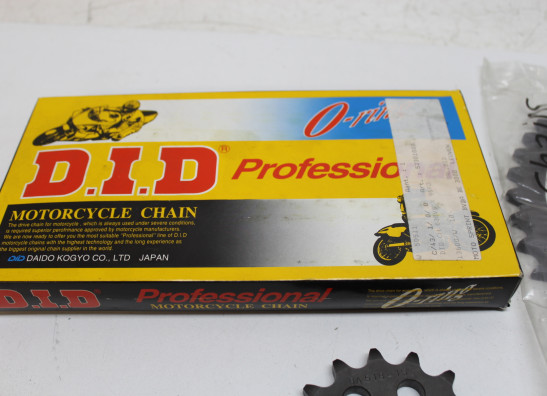 O-rin
D.I.D® Professional
MOTORCYCLE CHAIN
The drive chain for motorcycle, which is always used under severe conditions,
is required superior performance approved by motorcycle manufacturers.
We are now ready to offer you the most suitable "Professional" line of D.I.D
motorcycle chains with the highest technology and the long experience as
the biggest original chain supplier in the world.
DID DAIDO KOGYO CO., LTD JAPAN
D.I.D Professional O-ring
MOTORCYCLE CHAIN